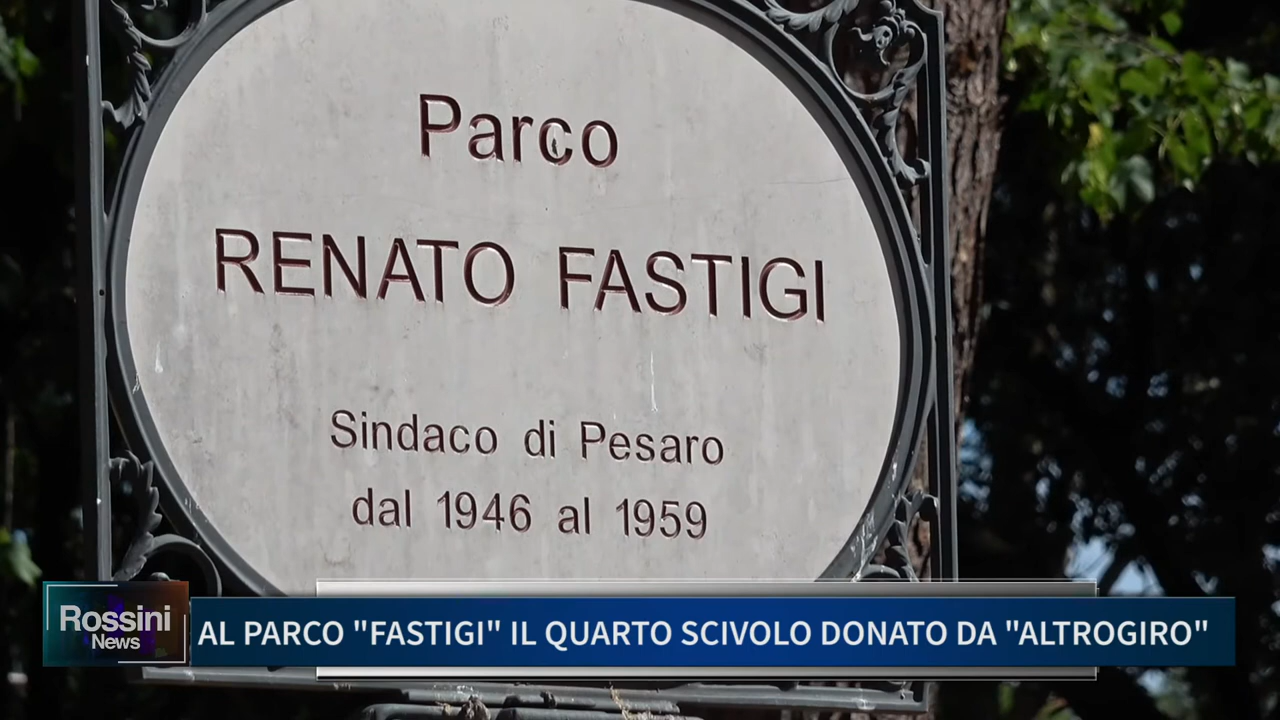 Parco
RENATO FASTIGI
Sindaco di Pesaro
dal 1946 al 1959
Rossini
News
AL PARCO "FASTIGI" IL QUARTO SCIVOLO DONATO DA "ALTROGIRO"